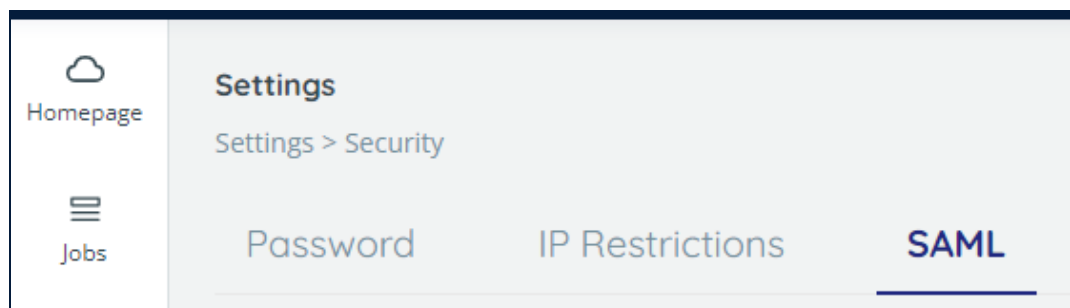 Homepage
Jobs
Settings
Settings > Security
Password IP Restrictions SAML